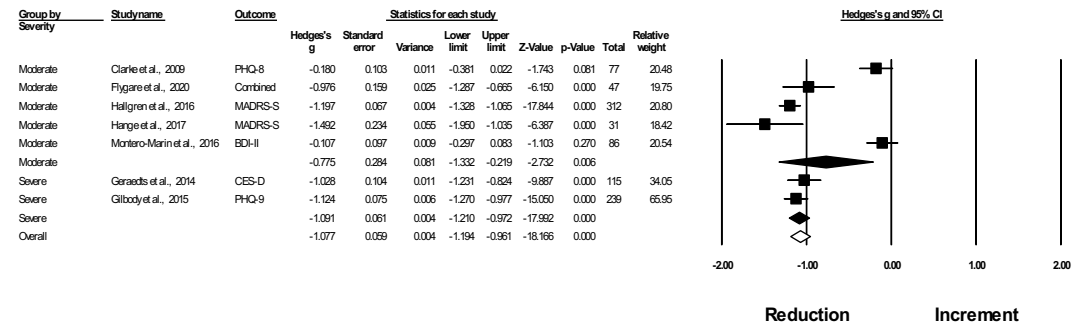 Group by Severity Study name Outcome Statistics for each study Hedges's g and 95% CI
Hedges's g Standard error Variance Lower limit Upper limit Z-Value p-Value Total Relative weight
Moderate Clarke et al., 2009 PHQ-8 -0.180 0.103 0.011 -0.381 0.022 -1.743 0.081 77 20.48
Moderate Flygare et al., 2020 Combined -0.976 0.159 0.025 -1.287 -0.665 -6.150 0.000 47 19.75
Moderate Hallgren et al., 2016 MADRS-S -1.197 0.067 0.004 -1.328 -1.065 -17.844 0.000 312 20.80
Moderate Hange et al., 2017 MADRS-S -1.492 0.234 0.055 -1.950 -1.035 -6.387 0.000 31 18.42
Moderate Montero-Marin et al., 2016 BDI-II -0.107 0.097 0.009 -0.297 0.083 -1.103 0.270 86 20.54
Moderate -0.775 0.284 0.081 -1.332 -0.219 -2.732 0.006
Severe Geraedts et al., 2014 CES-D -1.028 0.104 0.011 -1.231 -0.824 -9.887 0.000 115 34.05
Severe Gilbody et al., 2015 PHQ-9 -1.124 0.075 0.006 -1.270 -0.977 -15.050 0.000 239 65.95
Severe -1.091 0.061 0.004 -1.210 -0.972 -17.992 0.000
Overall -1.077 0.059 0.004 -1.194 -0.961 -18.166 0.000
-2.00 -1.00 0.00 1.00 2.00
Reduction Increment